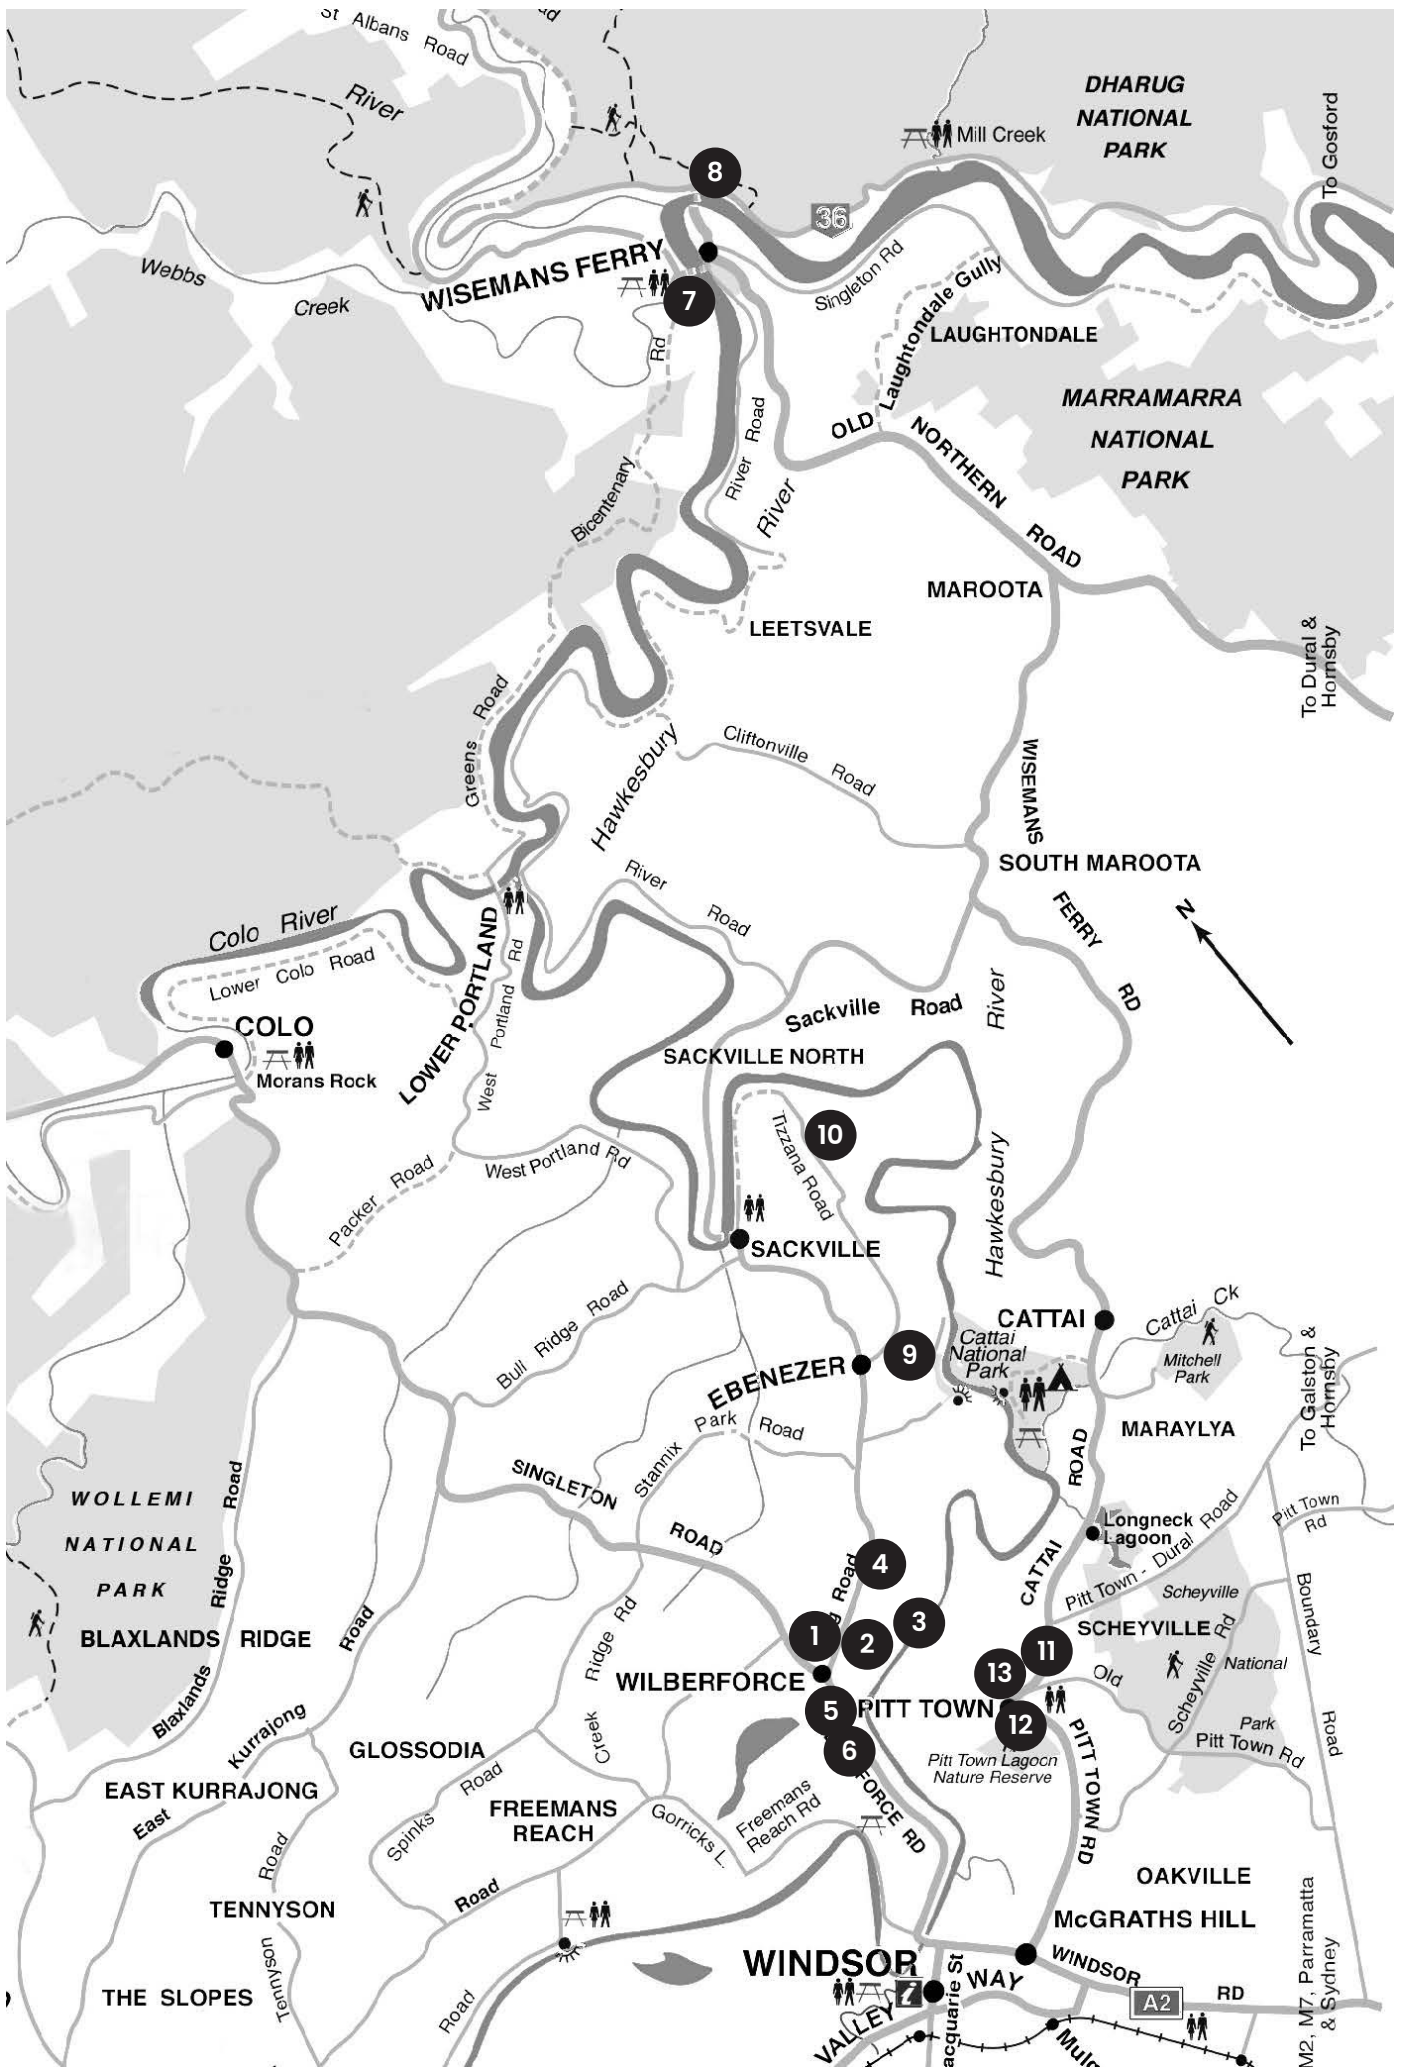 St Albans Road
ad
River
DHARUG
NATIONAL
PARK
Mill Creek
To Gosford
8
36
Webbs
Creek
WISEMANS FERRY
7
Singleton Rd
Laughtondale Gully
LAUGHTONDALE
Rd
MARRAMARRA
NATIONAL
PARK
OLD
NORTHERN
ROAD
River Road
River
Bicentenary
MAROOTA
LEETSVALE
To Dural &
Hornsby
Greens Road
Hawkesbury
Cliftonville Road
WISEMANS
SOUTH MAROOTA
FERRY
RD
N
River Road
Colo River
Lower Colo Road
COLO
Morans Rock
LOWER PORTLAND
West Portland Rd
Sackville Road
River
SACKVILLE NORTH
10
Tizzana Road
Hawkesbury
West Portland Rd
Packer Road
SACKVILLE
Bull Ridge Road
CATTAI
Cattai Ck
Cattai
National
Park
Mitchell
Park
9
EBENEZER
To Galston &
Hornsby
Park Road
Stannix
MARAYLYA
ROAD
SINGLETON
ROAD
WOLLEMI
NATIONAL
PARK
Road
Ridge
Blaxlands
Longneck
Lagoon
Pitt Town - Dural Road
Pitt Town
Rd
CATTAI
4
g Road
1
2
3
Scheyville
SCHEYVILLE
Boundary
Road
BLAXLANDS RIDGE
Road
Ridge Rd
Creek
WILBERFORCE
11
13
Old
National
Scheyville Rd
Park
Pitt Town Rd
5
PITT TOWN
12
6
Pitt Town Lagoon
Nature Reserve
PITT TOWN RD
Kurrajong
GLOSSODIA
EAST KURRAJONG
East
Spinks Road
FREEMANS
REACH
Gorricks L.
Freemans
Reach Rd
FORCE RD
Road
OAKVILLE
TENNYSON
Road
McGRATHS HILL
Tennyson
THE SLOPES
Road
WINDSOR
i
VALLEY
WAY
acquarie St
WINDSOR
A2
RD
Mulg
M2, M7, Parramatta
& Sydney